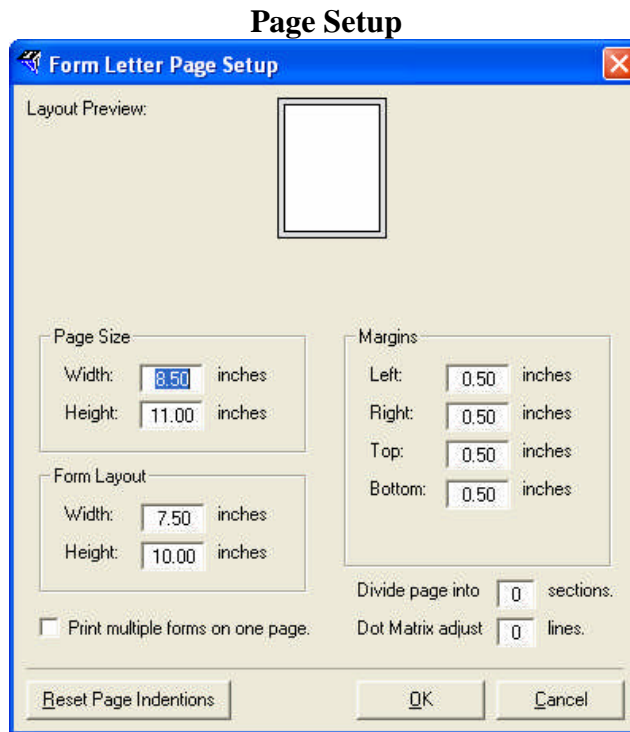 Page Setup
Form Letter Page Setup
Layout Preview:
Page Size
Width: 8.50 inches
Height: 11.00 inches
Form Layout
Width: 7.50 inches
Height: 10.00 inches
Print multiple forms on one page.
Margins
Left: 0.50 inches
Right: 0.50 inches
Top: 0.50 inches
Bottom: 0.50 inches
Divide page into 0 sections.
Dot Matrix adjust 0 lines.
Reset Page Indentions
OK
Cancel